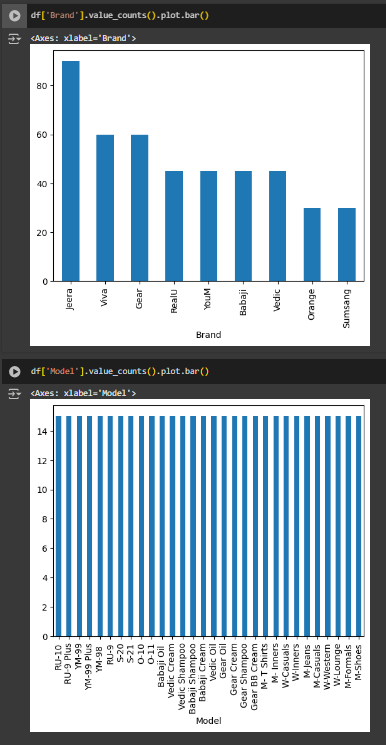 df['Brand'].value_counts().plot.bar()
<Axes: xlabel='Brand'>
80
60
40
20
0
Jeera
Viva
Gear
RealU
YouM
Babaji
Vedic
Orange
Sumsang
Brand
df['Model'].value_counts().plot.bar()
<Axes: xlabel='Model'>
14
12
10
8
6
4
2
0
RU-10
RU-9 Plus
YM-99
YM-99 Plus
YM-98
RU-9
S-20
S-21
O-10
O-11
Babaji Oil
Vedic Cream
Vedic Shampoo
Babaji Shampoo
Babaji Cream
Vedic Oil
Gear Oil
Gear Cream
Gear Shampoo
Gear BB Cream
M- T Shirts
M- Inners
W-Casuals
W-Inners
M-Jeans
M-Casuals
W-Western
W-Lounge
M-Formals
M-Shoes
Model